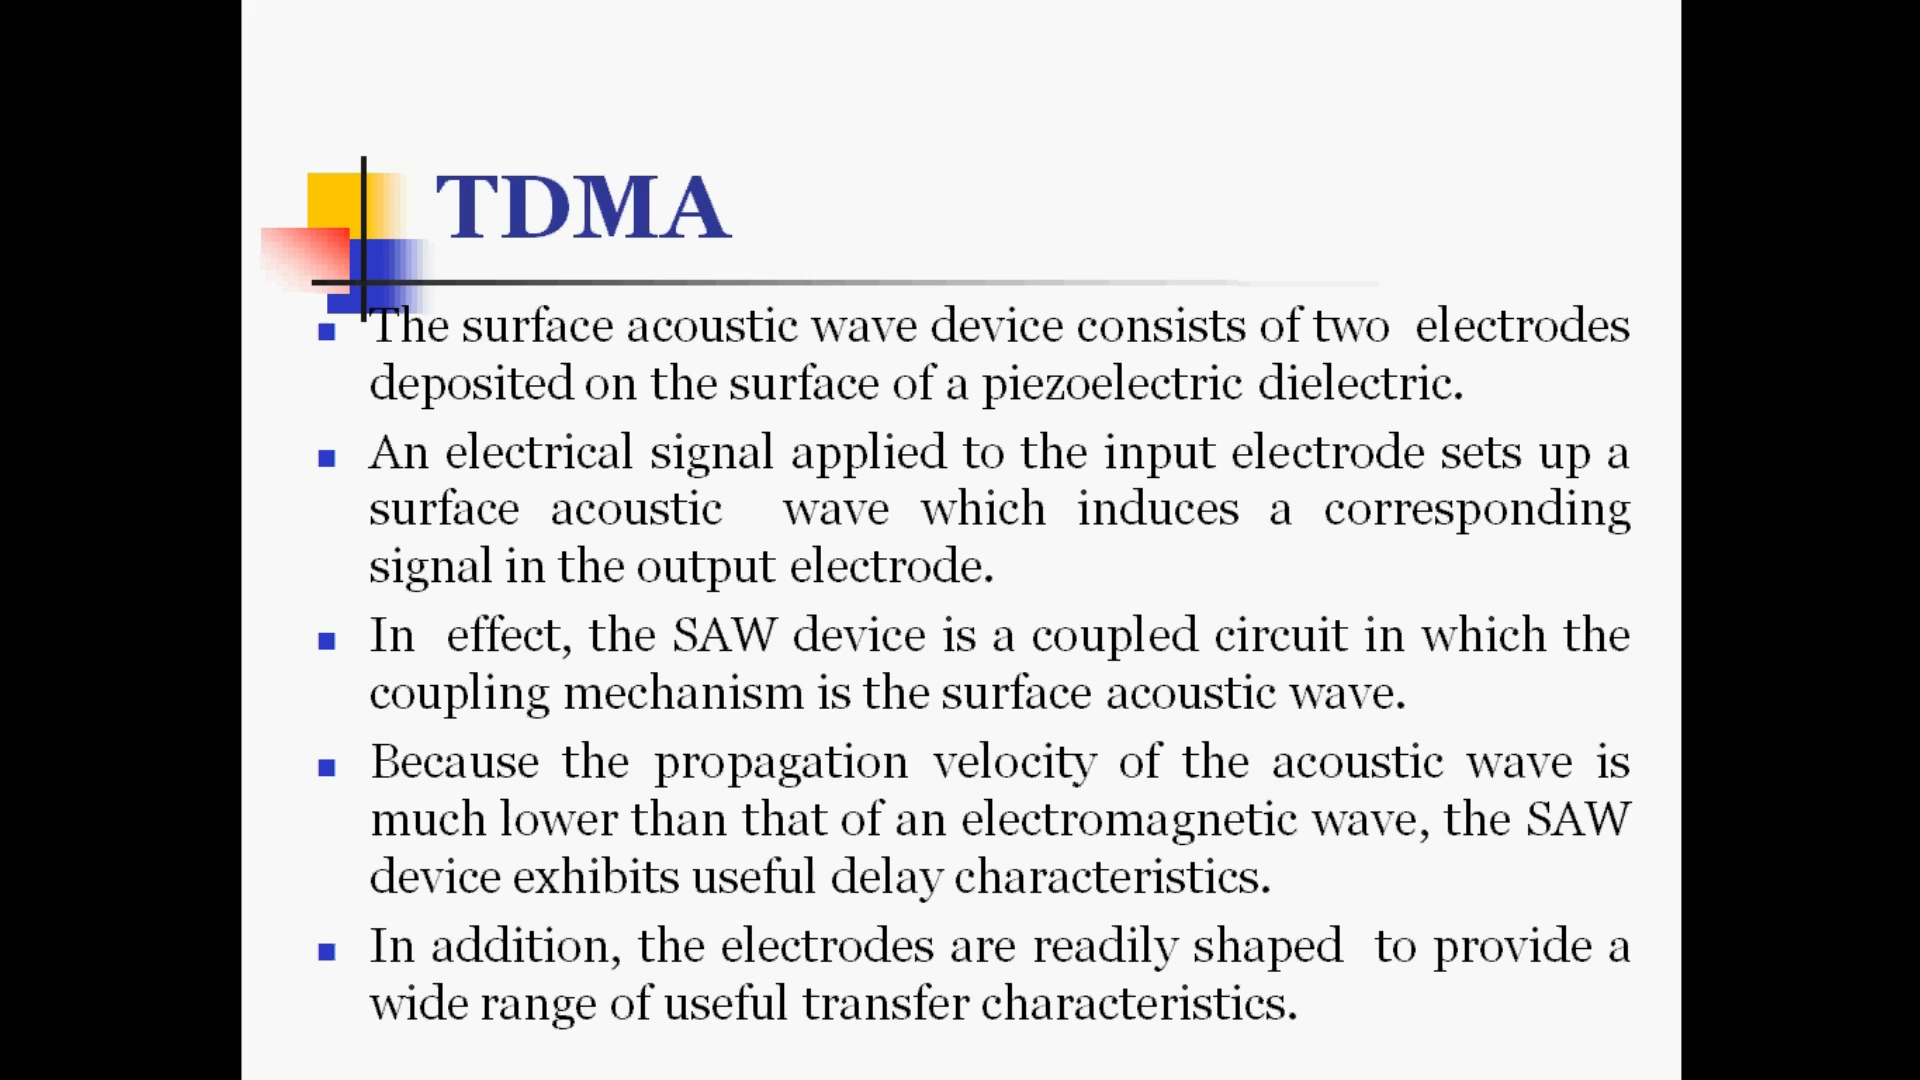 TDMA
The surface acoustic wave device consists of two electrodes
deposited on the surface of a piezoelectric dielectric.
An electrical signal applied to the input electrode sets up a
surface acoustic wave which induces a corresponding
signal in the output electrode.
In effect, the SAW device is a coupled circuit in which the
coupling mechanism is the surface acoustic wave.
Because the propagation velocity of the acoustic wave is
much lower than that of an electromagnetic wave, the SAW
device exhibits useful delay characteristics.
In addition, the electrodes are readily shaped to provide a
wide range of useful transfer characteristics.